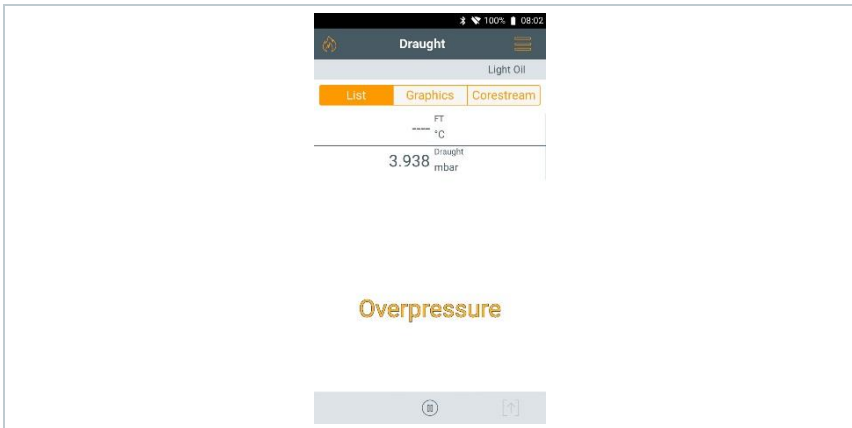 100% 08:02
Draught
Light Oil
List Graphics Corestream
FT
---- °C
Draught
3.938 mbar
Overpressure